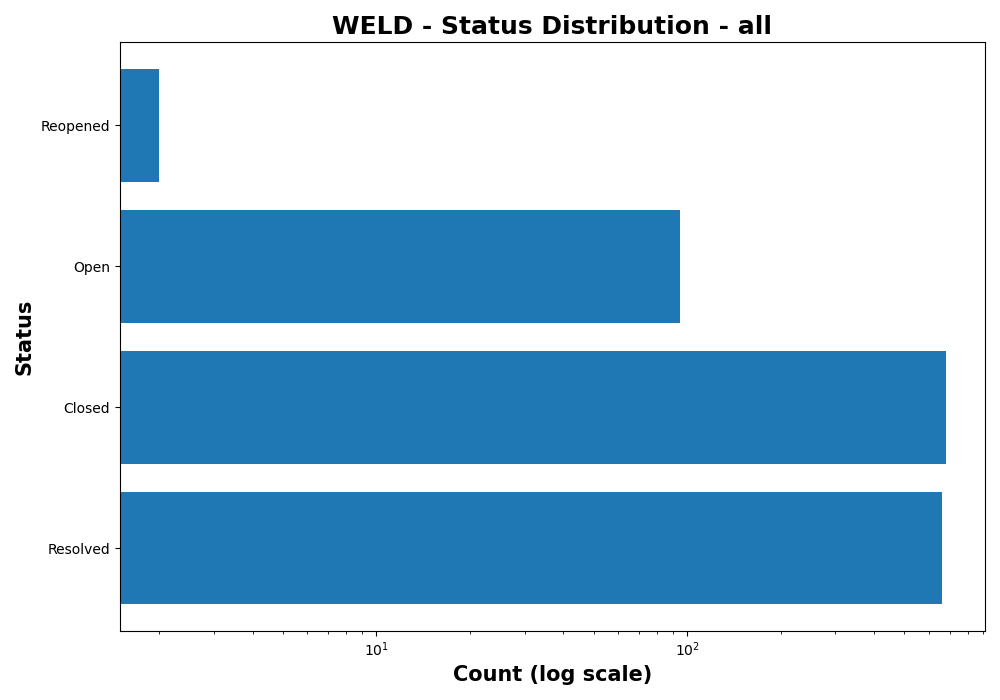 WELD - Status Distribution - all
Reopened
Open
Closed
Resolved
Status
10¹
10²
Count (log scale)